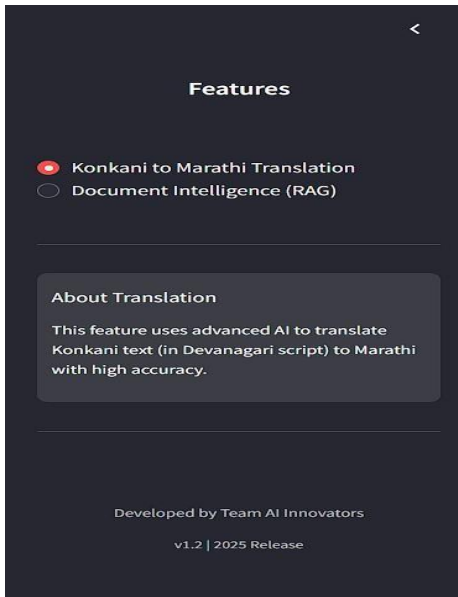 <
Features
Konkani to Marathi Translation
Document Intelligence (RAG)
About Translation
This feature uses advanced AI to translate
Konkani text (in Devanagari script) to Marathi
with high accuracy.
Developed by Team AI Innovators
v1.2 | 2025 Release